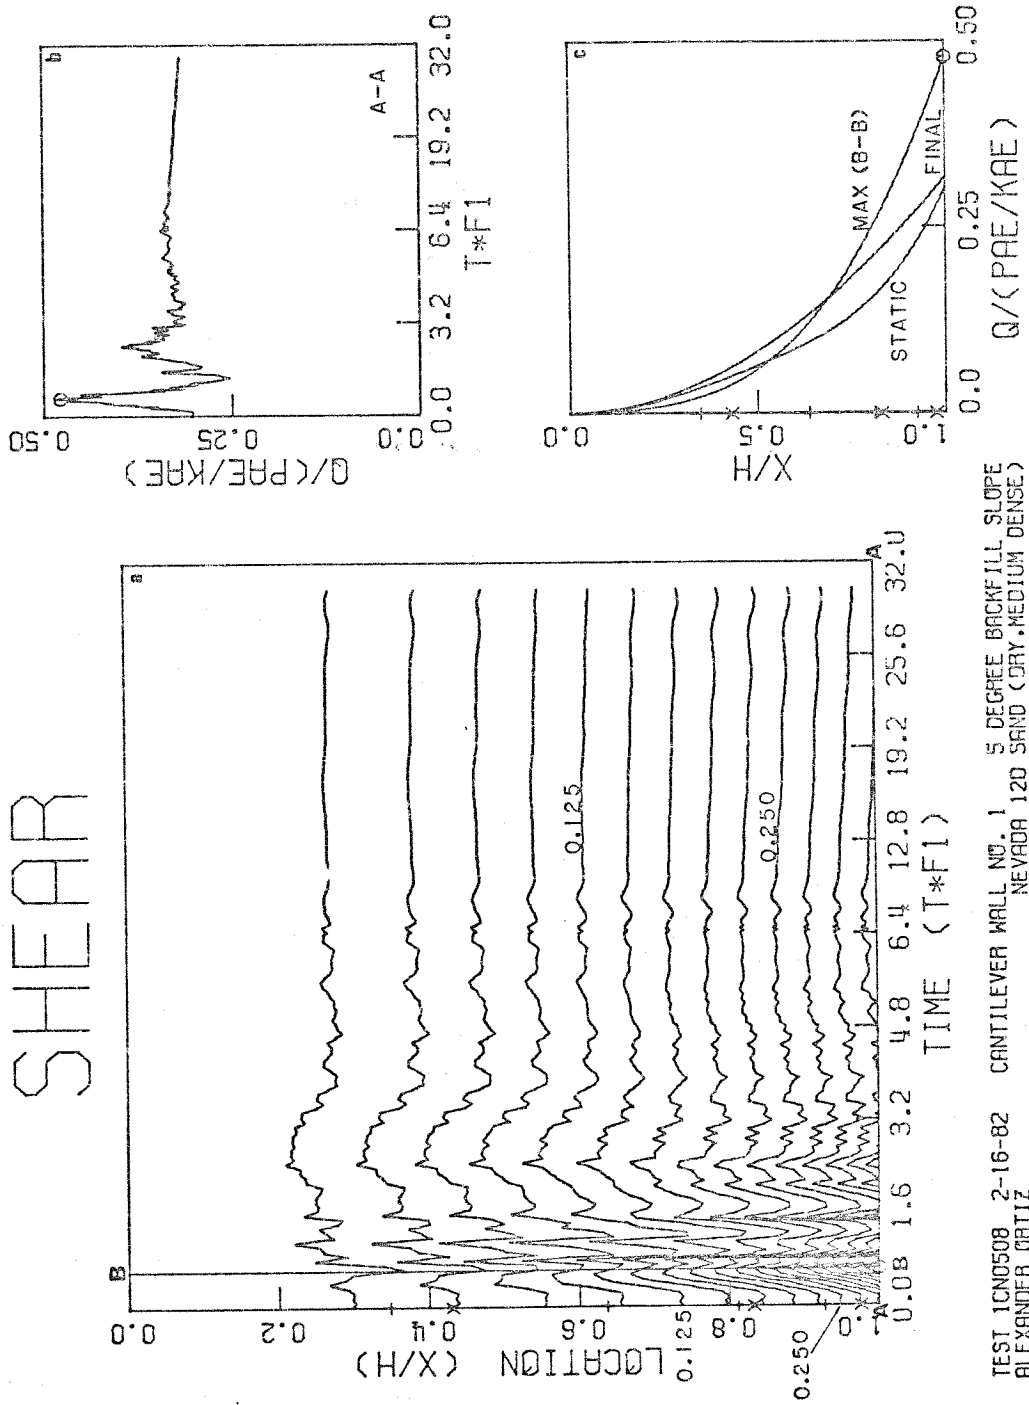 SHEAR
a
B
0.0
0.2
0.4
0.6
0.8
1.0
LOCATION (X/H)
0.125
0.250
0.125
0.250
A
A
0.0
B
1.6
3.2
4.8
6.4
12.8
19.2
25.6
32.0
TIME (T*F1)
b
0.50
0.25
0.0
Q/(PAE/KAE)
A-A
0.0
3.2
6.4
19.2
32.0
T*F1
c
0.0
0.5
1.0
X/H
STATIC
MAX (B-B)
FINAL
0.0
0.25
0.50
Q/(PAE/KAE)
TEST 1CN0508 2-16-82 CANTILEVER WALL NO. 1 5 DEGREE BACKFILL SLOPE
ALEXANDER ORTIZ NEVADA 120 SAND (DRY,MEDIUM DENSE)